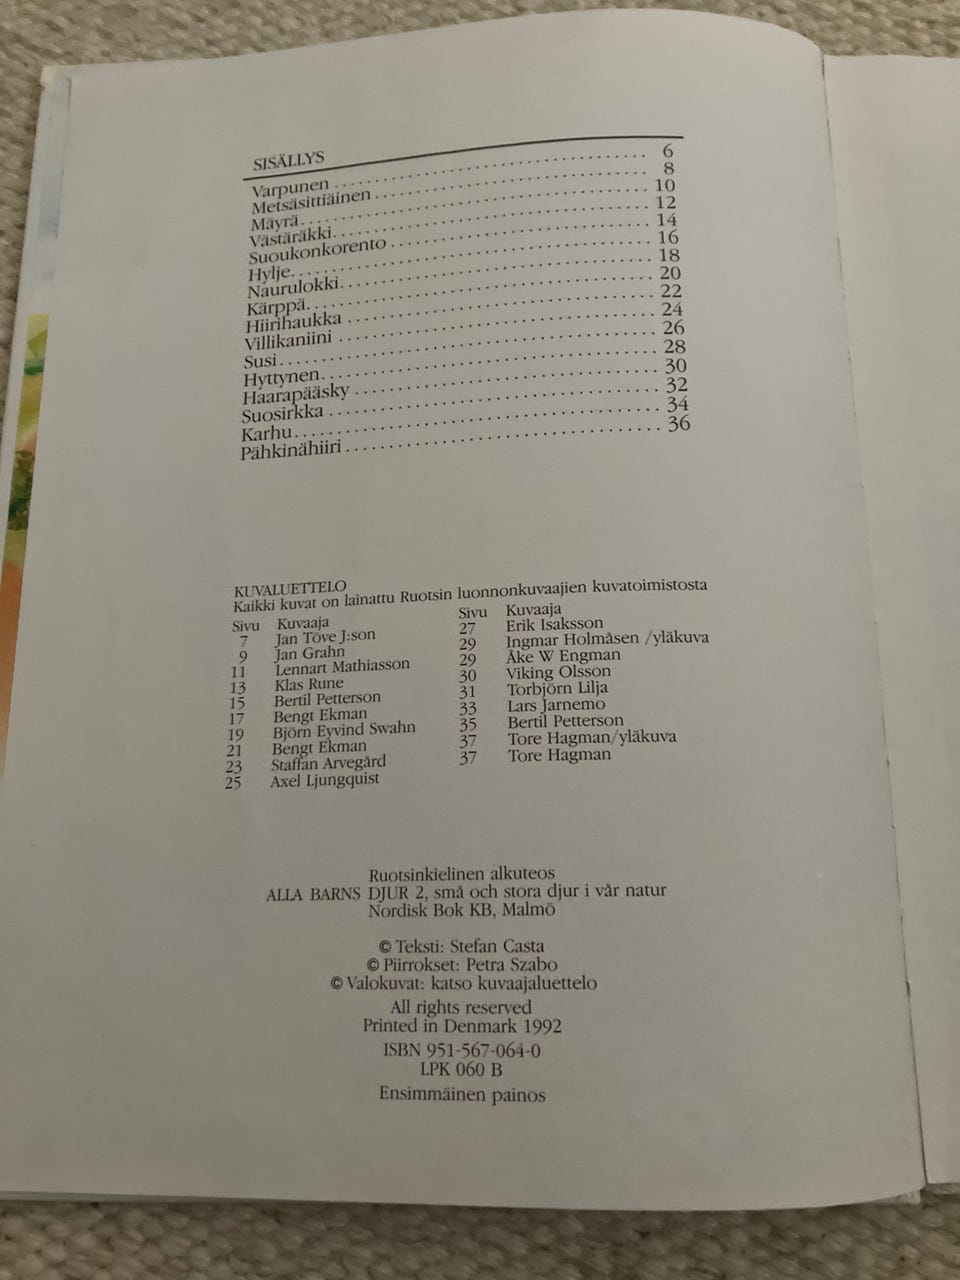 SISÄLLYS
Varpunen 6
Metsäsittiäinen 8
Mäyrä 10
Västäräkki 12
Suoukonkorento 14
Hylje 16
Naurulokki 18
Kärppä 20
Hiirihaukka 22
Villikaniini 24
Susi 26
Hyttynen 28
Haarapääsky 30
Suosirkka 32
Karhu 34
Pähkinähiiri 36
KUVALUETTELO
Kaikki kuvat on lainattu Ruotsin luonnonkuvaajien kuvatoimistosta
Sivu Kuvaaja
7 Jan Töve J:son
9 Jan Grahn
11 Lennart Mathiasson
13 Klas Rune
15 Bertil Petterson
17 Bengt Ekman
19 Björn Eyvind Swahn
21 Bengt Ekman
23 Staffan Arvegård
25 Axel Ljungquist
Sivu Kuvaaja
27 Erik Isaksson
29 Ingmar Holmåsen /yläkuva
29 Åke W Engman
30 Viking Olsson
31 Torbjörn Lilja
33 Lars Jarnemo
35 Bertil Petterson
37 Tore Hagman/yläkuva
37 Tore Hagman
Ruotsinkielinen alkuteos
ALLA BARNS DJUR 2, små och stora djur i vår natur
Nordisk Bok KB, Malmö
© Teksti: Stefan Casta
© Piirrokset: Petra Szabo
© Valokuvat: katso kuvaajaluettelo
All rights reserved
Printed in Denmark 1992
ISBN 951-567-064-0
LPK 060 B
Ensimmäinen painos